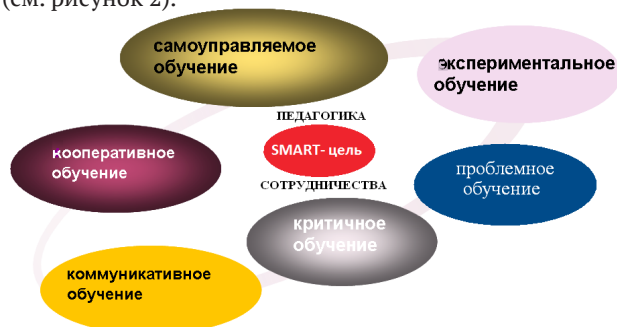 (см. рисунок 2).
самоуправляемое
обучение
экспериментальное
обучение
ПЕДАГОГИКА
SMART- цель
СОТРУДНИЧЕСТВА
кооперативное
обучение
проблемное
обучение
критичное
обучение
коммуникативное
обучение